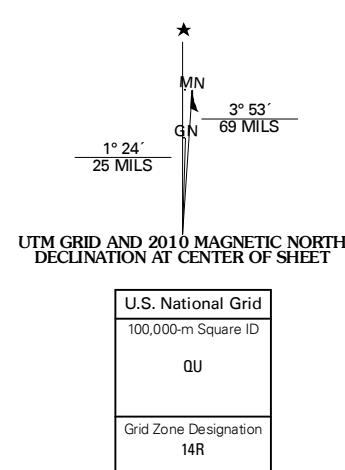 MN
3° 53´
69 MILS
GN
1° 24´
25 MILS
UTM GRID AND 2010 MAGNETIC NORTH
DECLINATION AT CENTER OF SHEET
U.S. National Grid
100,000-m Square ID
QU
Grid Zone Designation
14R